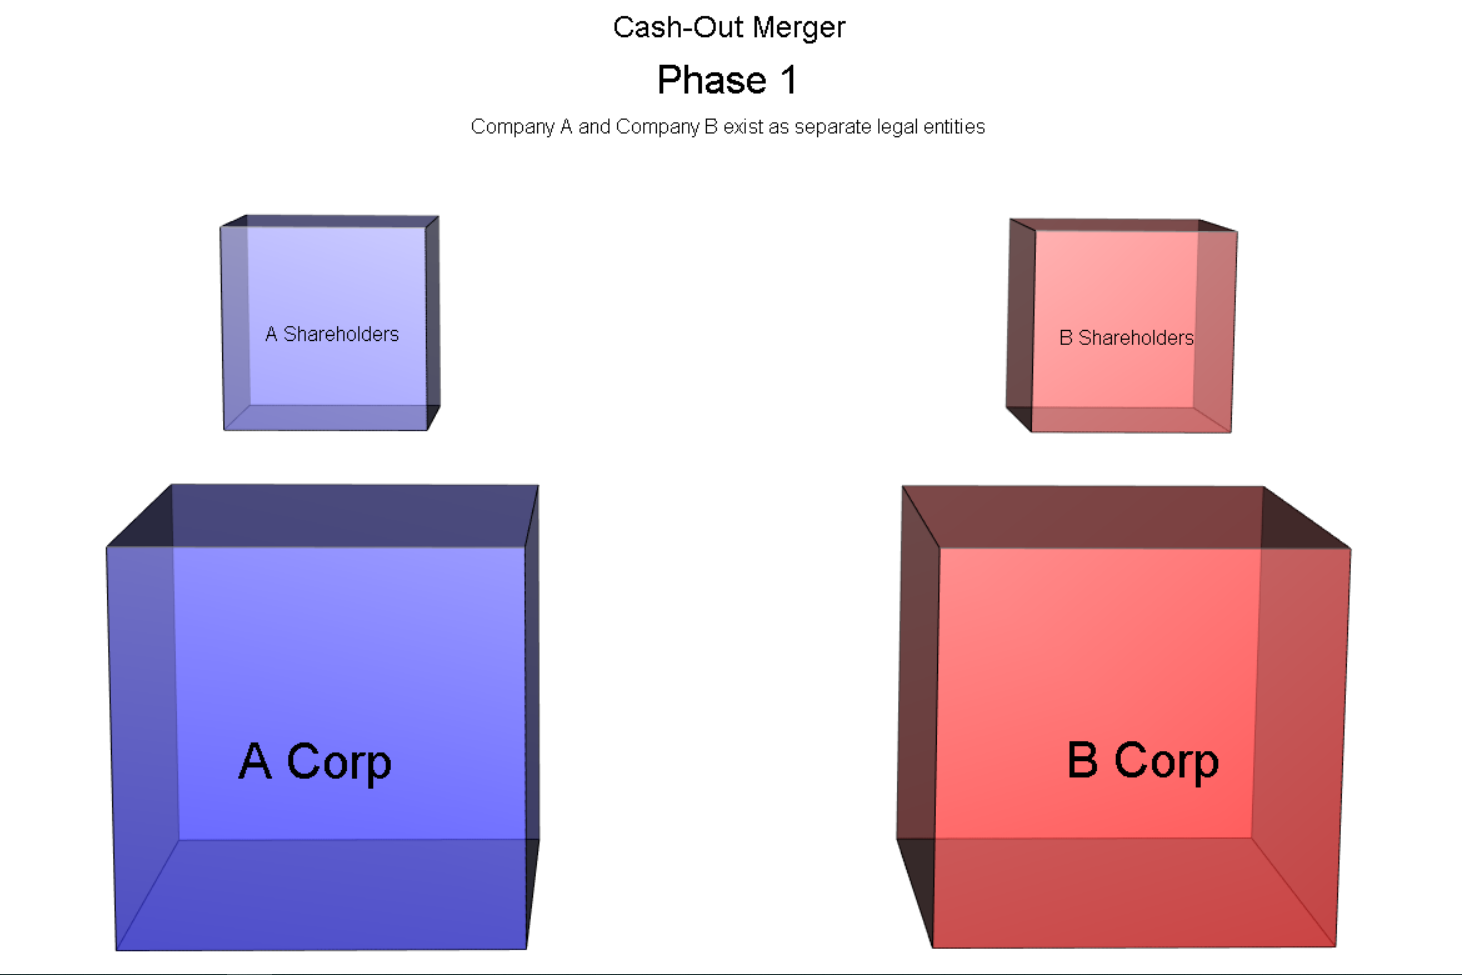 Cash-Out Merger
Phase 1
Company A and Company B exist as separate legal entities
A Shareholders
B Shareholders
A Corp
B Corp